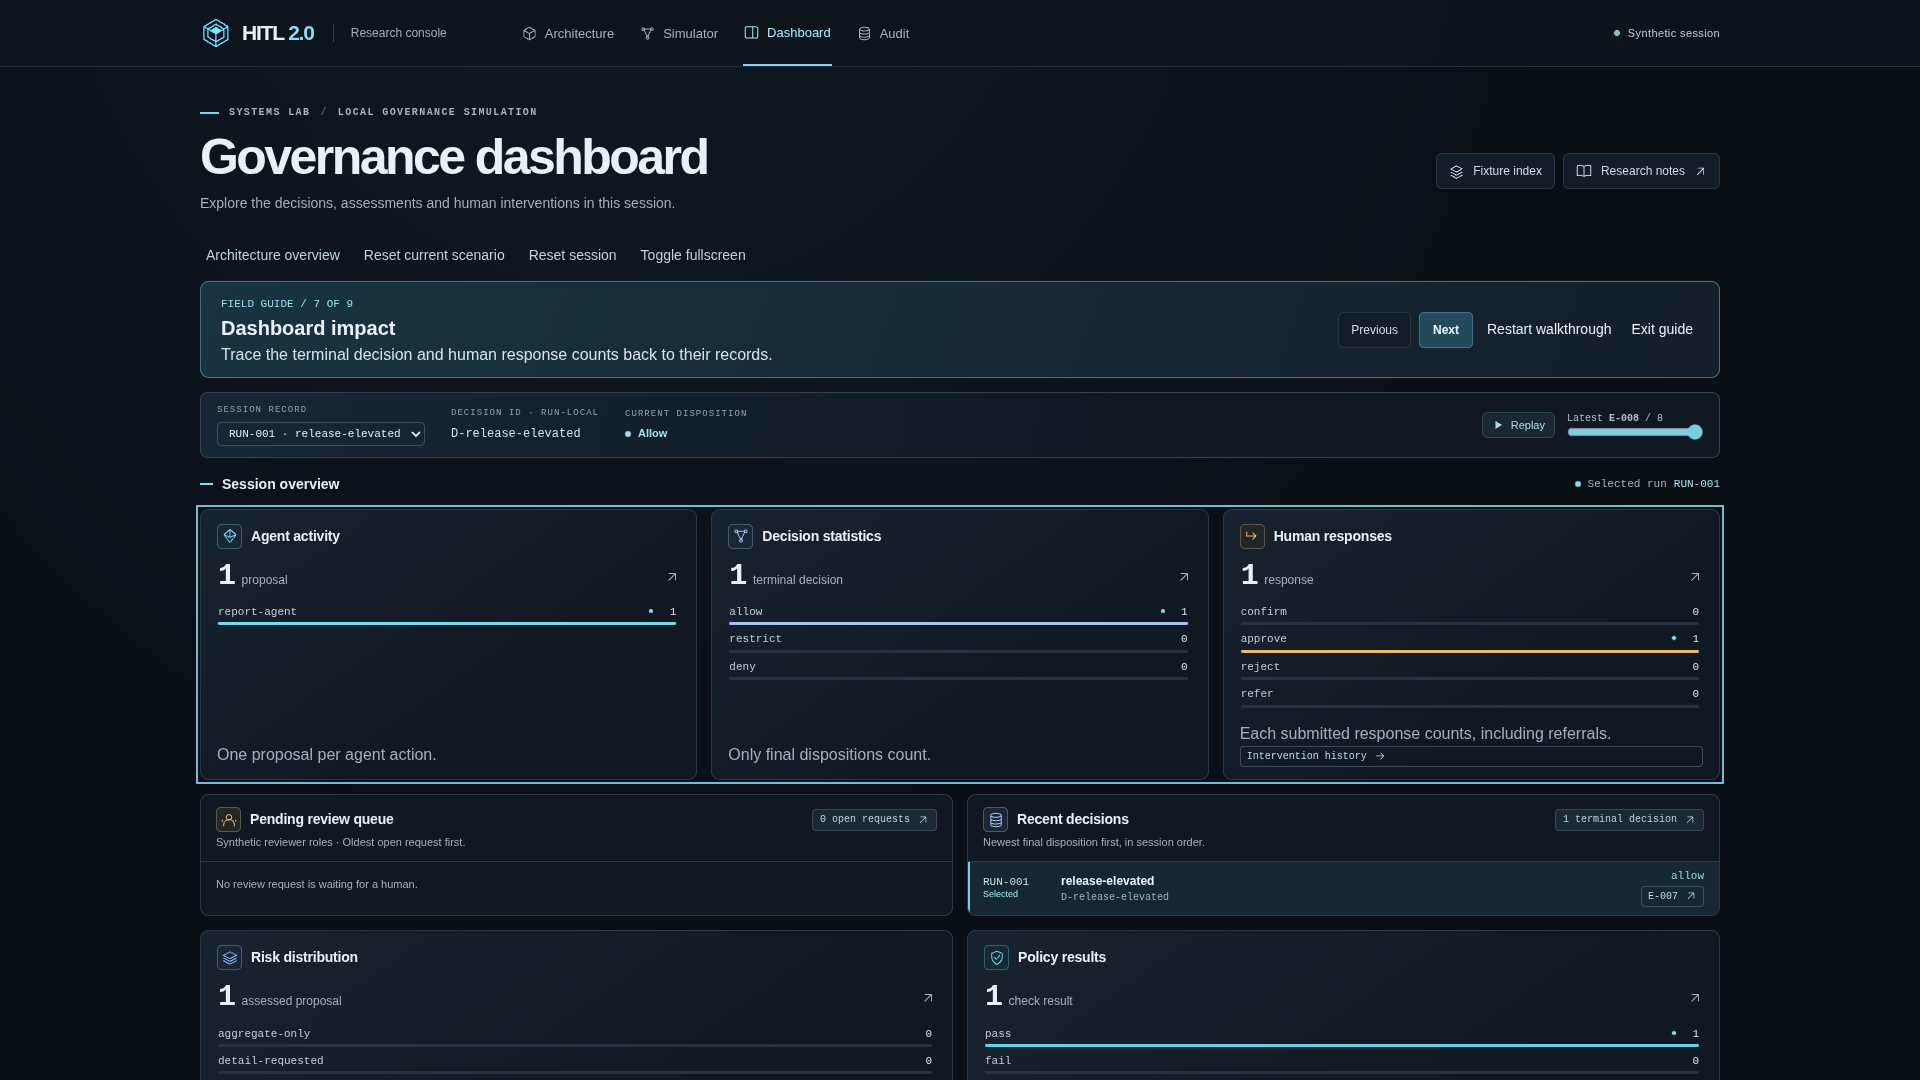 HITL 2.0
Research console
Architecture
Simulator
Dashboard
Audit
Synthetic session
SYSTEMS LAB / LOCAL GOVERNANCE SIMULATION
Governance dashboard
Explore the decisions, assessments and human interventions in this session.
Fixture index
Research notes
Architecture overview
Reset current scenario
Reset session
Toggle fullscreen
FIELD GUIDE / 7 OF 9
Dashboard impact
Trace the terminal decision and human response counts back to their records.
Previous
Next
Restart walkthrough
Exit guide
SESSION RECORD
RUN-001 · release-elevated
DECISION ID · RUN-LOCAL
D-release-elevated
CURRENT DISPOSITION
Allow
Replay
Latest E-008 / 8
Session overview
Selected run RUN-001
Agent activity
1 proposal
report-agent 1
One proposal per agent action.
Decision statistics
1 terminal decision
allow 1
restrict 0
deny 0
Only final dispositions count.
Human responses
1 response
confirm 0
approve 1
reject 0
refer 0
Each submitted response counts, including referrals.
Intervention history
Pending review queue
0 open requests
Synthetic reviewer roles · Oldest open request first.
No review request is waiting for a human.
Recent decisions
1 terminal decision
Newest final disposition first, in session order.
RUN-001
Selected
release-elevated
D-release-elevated
allow
E-007
Risk distribution
1 assessed proposal
aggregate-only 0
detail-requested 0
Policy results
1 check result
pass 1
fail 0